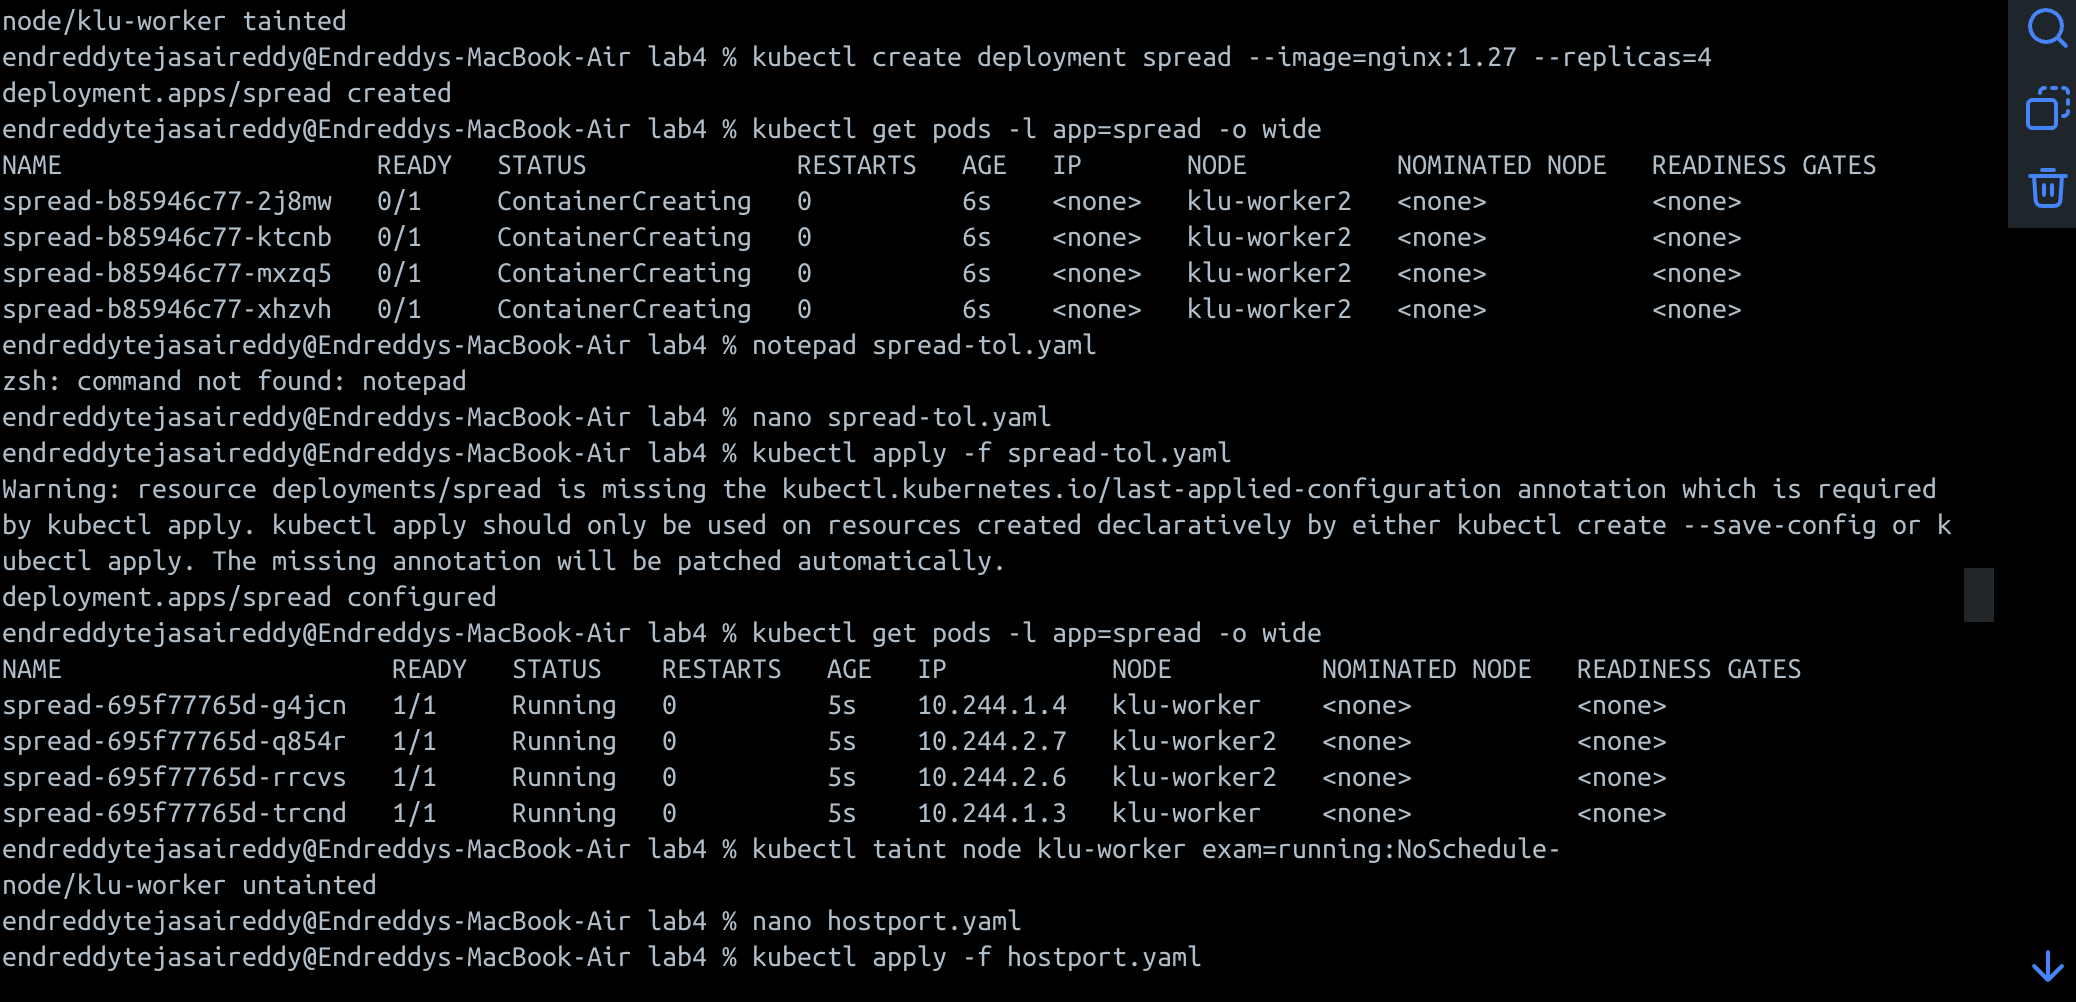 node/klu-worker tainted
endreddytejasaireddy@Endreddys-MacBook-Air lab4 % kubectl create deployment spread --image=nginx:1.27 --replicas=4
deployment.apps/spread created
endreddytejasaireddy@Endreddys-MacBook-Air lab4 % kubectl get pods -l app=spread -o wide
NAME                     READY   STATUS              RESTARTS   AGE   IP       NODE          NOMINATED NODE   READINESS GATES
spread-b85946c77-2j8mw   0/1     ContainerCreating   0          6s    <none>   klu-worker2   <none>           <none>
spread-b85946c77-ktcnb   0/1     ContainerCreating   0          6s    <none>   klu-worker2   <none>           <none>
spread-b85946c77-mxzq5   0/1     ContainerCreating   0          6s    <none>   klu-worker2   <none>           <none>
spread-b85946c77-xhzvh   0/1     ContainerCreating   0          6s    <none>   klu-worker2   <none>           <none>
endreddytejasaireddy@Endreddys-MacBook-Air lab4 % notepad spread-tol.yaml
zsh: command not found: notepad
endreddytejasaireddy@Endreddys-MacBook-Air lab4 % nano spread-tol.yaml
endreddytejasaireddy@Endreddys-MacBook-Air lab4 % kubectl apply -f spread-tol.yaml
Warning: resource deployments/spread is missing the kubectl.kubernetes.io/last-applied-configuration annotation which is required
by kubectl apply. kubectl apply should only be used on resources created declaratively by either kubectl create --save-config or k
ubectl apply. The missing annotation will be patched automatically.
deployment.apps/spread configured
endreddytejasaireddy@Endreddys-MacBook-Air lab4 % kubectl get pods -l app=spread -o wide
NAME                      READY   STATUS    RESTARTS   AGE   IP           NODE          NOMINATED NODE   READINESS GATES
spread-695f77765d-g4jcn   1/1     Running   0          5s    10.244.1.4   klu-worker    <none>           <none>
spread-695f77765d-q854r   1/1     Running   0          5s    10.244.2.7   klu-worker2   <none>           <none>
spread-695f77765d-rrcvs   1/1     Running   0          5s    10.244.2.6   klu-worker2   <none>           <none>
spread-695f77765d-trcnd   1/1     Running   0          5s    10.244.1.3   klu-worker    <none>           <none>
endreddytejasaireddy@Endreddys-MacBook-Air lab4 % kubectl taint node klu-worker exam=running:NoSchedule-
node/klu-worker untainted
endreddytejasaireddy@Endreddys-MacBook-Air lab4 % nano hostport.yaml
endreddytejasaireddy@Endreddys-MacBook-Air lab4 % kubectl apply -f hostport.yaml